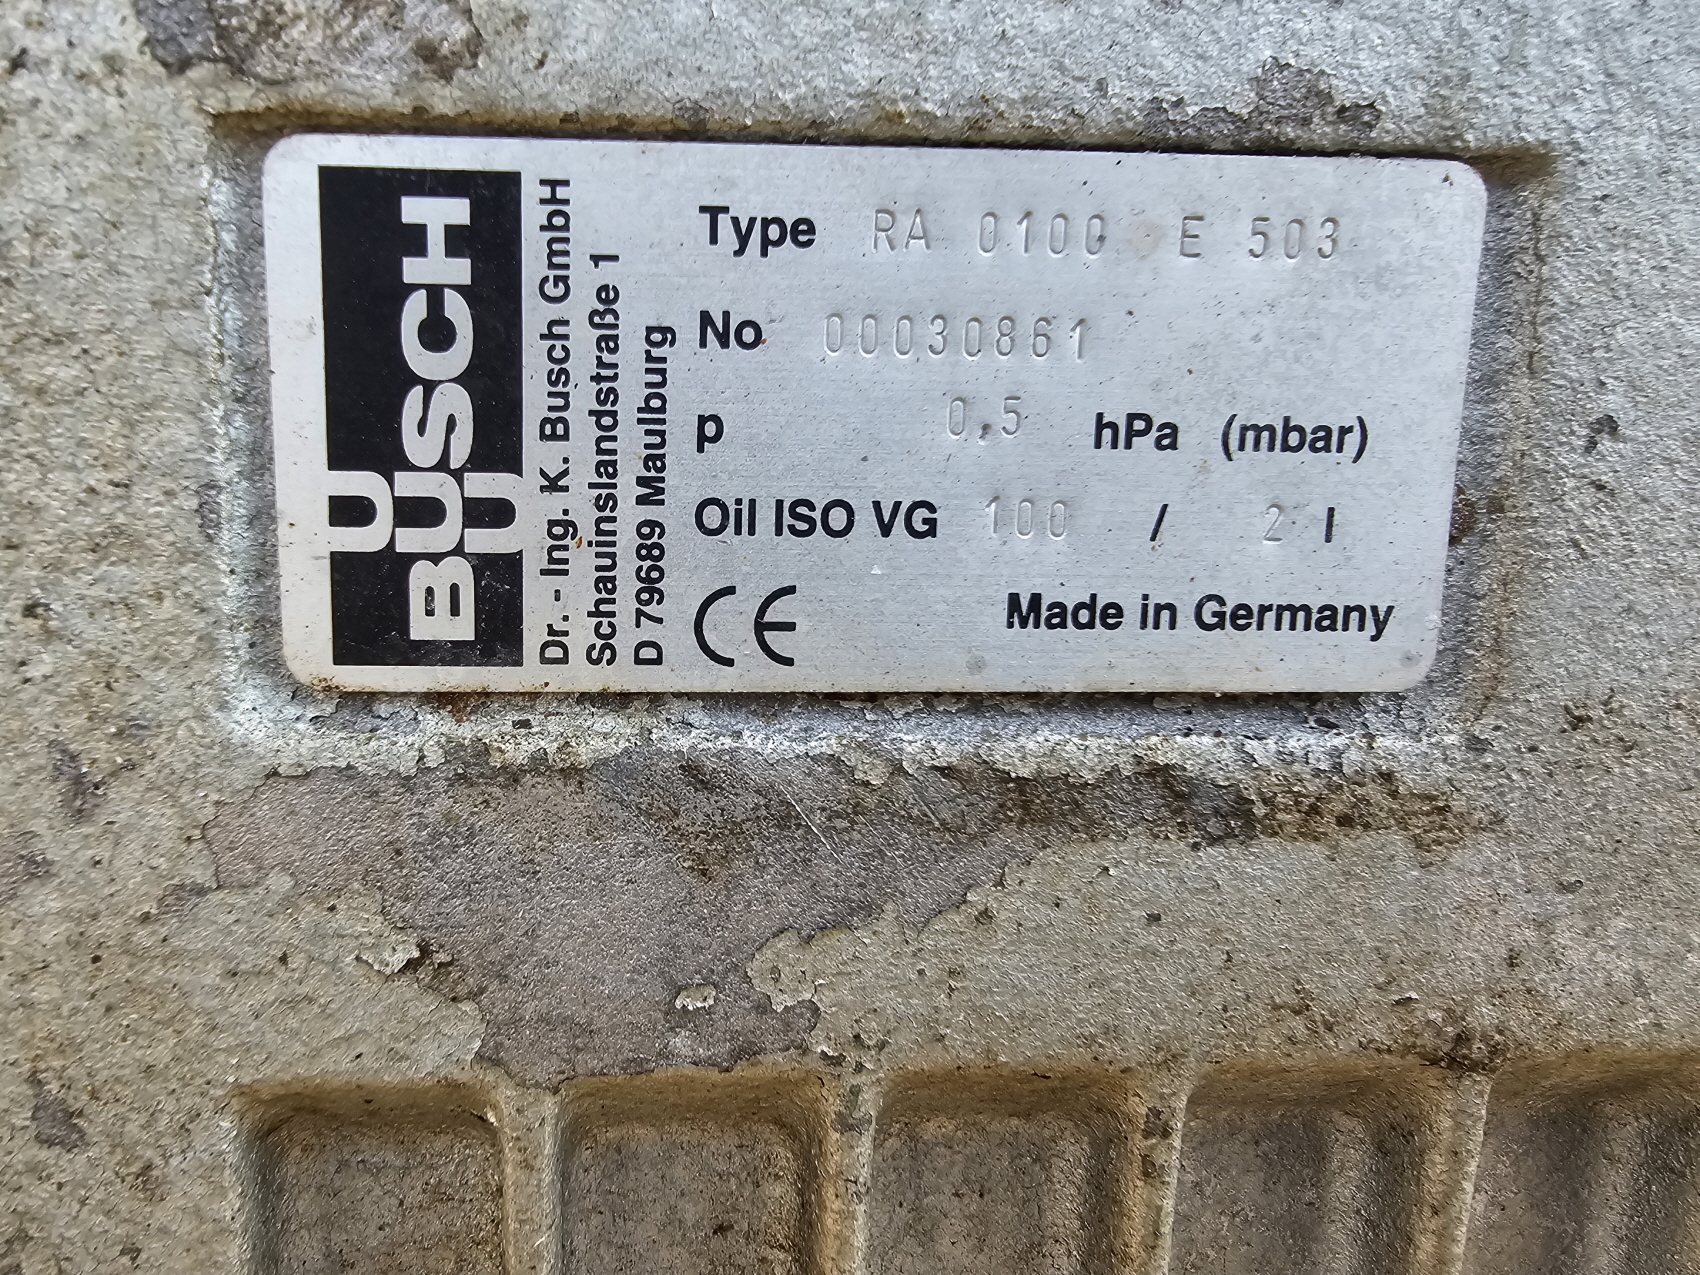 BUSCH
Dr. - Ing. K. Busch GmbH
Schauinslandstraße 1
D 79689 Maulburg
Type RA 0100 E 503
No 00030861
p 0,5 hPa (mbar)
Oil ISO VG 100 / 2 l
CE Made in Germany